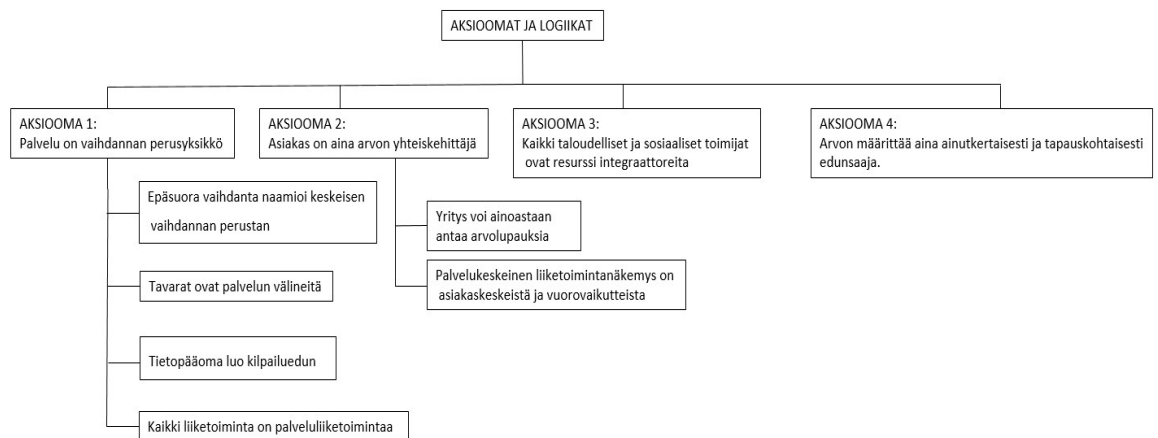 AKSIOOMAT JA LOGIIKAT
AKSIOOMA 1:
Palvelu on vaihdannan perusyksikkö
AKSIOOMA 2:
Asiakas on aina arvon yhteiskehittäjä
AKSIOOMA 3:
Kaikki taloudelliset ja sosiaaliset toimijat
ovat resurssi integraattoreita
AKSIOOMA 4:
Arvon määrittää aina ainutkertaisesti ja tapauskohtaisesti
edunsaaja.
Epäsuora vaihdanta naamioi keskeisen
vaihdannan perustan
Tavarat ovat palvelun välineitä
Tietopääoma luo kilpailuedun
Kaikki liiketoiminta on palveluliiketoimintaa
Yritys voi ainoastaan
antaa arvolupauksia
Palvelukeskeinen liiketoimintanäkemys on
asiakaskeskeistä ja vuorovaikutteista